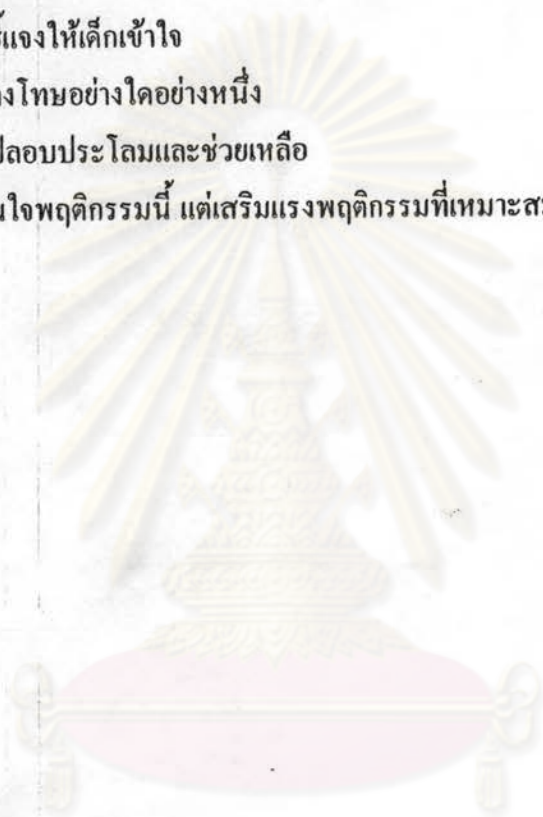 แจงให้เด็กเข้าใจ
งโทษอย่างใดอย่างหนึ่ง
ปลอบประโลมและช่วยเหลือ
นใจพฤติกรรมนี้ แต่เสริมแรงพฤติกรรมที่เหมาะส